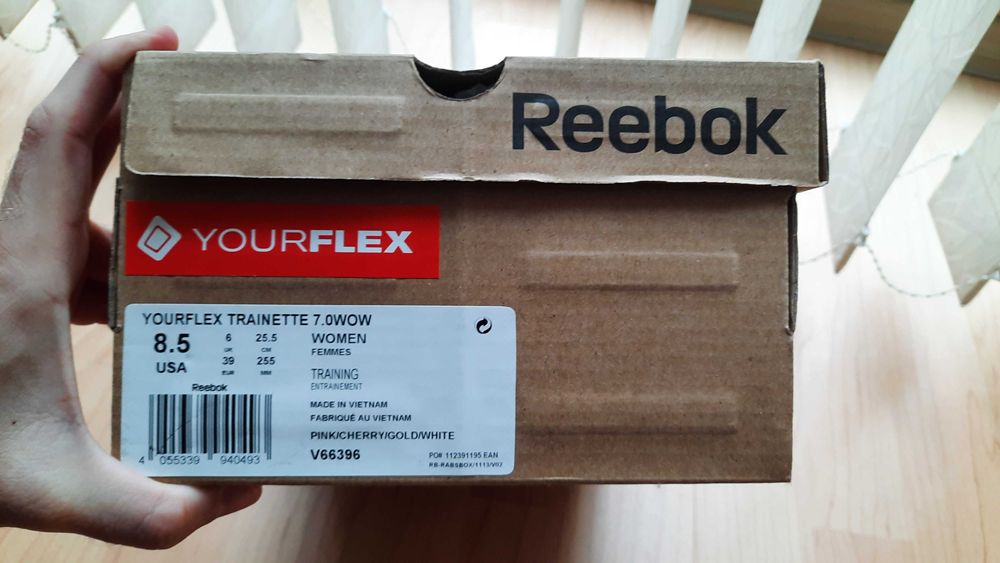 Reebok
YOURFLEX
YOURFLEX TRAINETTE 7.0WOW
8.5 6 25.5 WOMEN
UK CM FEMMES
USA 39 255 TRAINING
EUR MM ENTRAINEMENT
Reebok
MADE IN VIETNAM
FABRIQUÉ AU VIETNAM
PINK/CHERRY/GOLD/WHITE
V66396
4 055339 940493
PO# 112391195 EAN
RB-RABSBOX/1113/V02